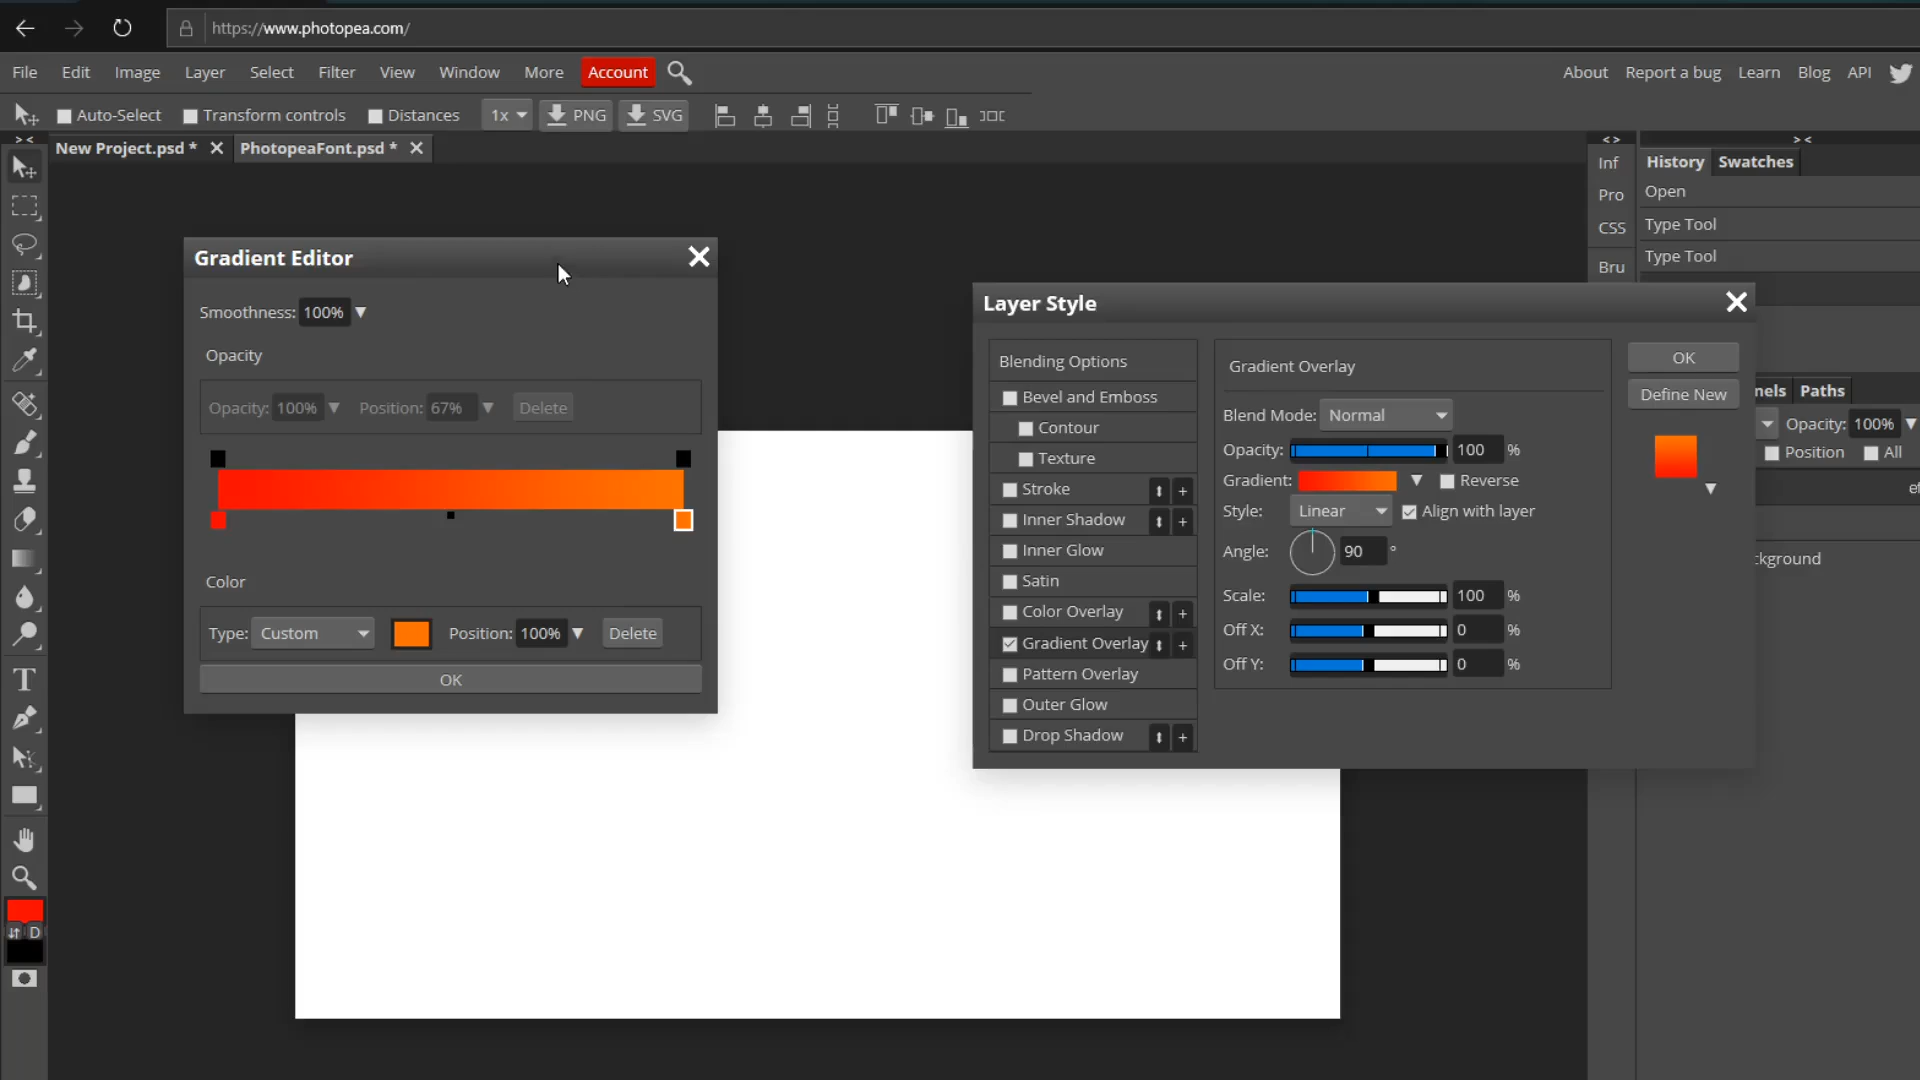 https://www.photopea.com/
File Edit Image Layer Select Filter View Window More Account About Report a bug Learn Blog API
Auto-Select Transform controls Distances 1x PNG SVG
New Project.psd * PhotopeaFont.psd *
Inf
Pro
CSS
Bru
History Swatches
Open
Type Tool
Type Tool
Gradient Editor
Smoothness: 100%
Opacity
Opacity: 100% Position: 67% Delete
Color
Type: Custom Position: 100% Delete
OK
Layer Style
Blending Options
Bevel and Emboss
Contour
Texture
Stroke +
Inner Shadow +
Inner Glow
Satin
Color Overlay +
Gradient Overlay +
Pattern Overlay
Outer Glow
Drop Shadow +
Gradient Overlay
Blend Mode: Normal
Opacity: 100 %
Gradient: Reverse
Style: Linear Align with layer
Angle: 90 °
Scale: 100 %
Off X: 0 %
Off Y: 0 %
OK
Define New
nels Paths
Opacity: 100%
Position All
ef
ckground
T
D